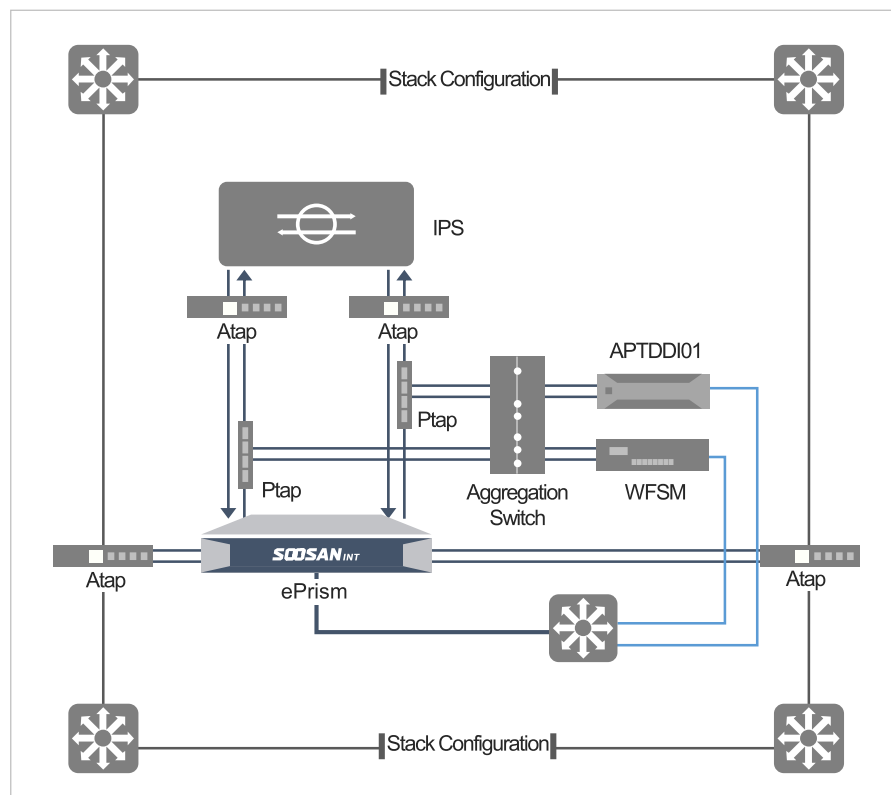 Stack Configuration
IPS
Atap
Atap
APTDDI01
Ptap
Ptap
Aggregation
Switch
WFSM
SOOSAN INT
Atap
ePrism
Atap
Stack Configuration